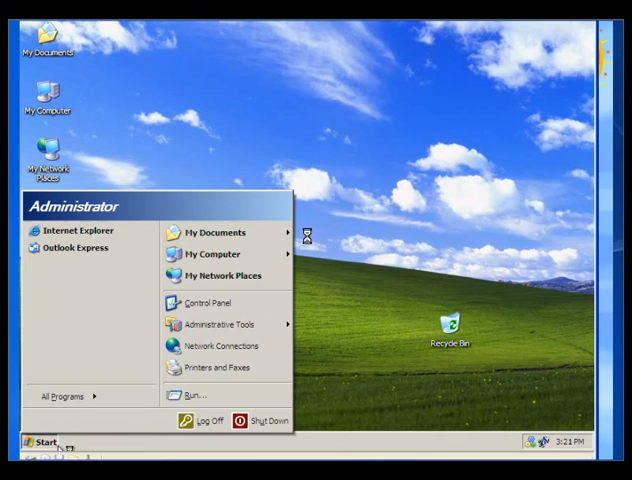 My Documents
My Computer
My Network
Places
Administrator
Internet Explorer
Outlook Express
My Documents
My Computer
My Network Places
Control Panel
Administrative Tools
Network Connections
Printers and Faxes
All Programs
Run...
Log Off
Shut Down
Recycle Bin
Start
3:21 PM